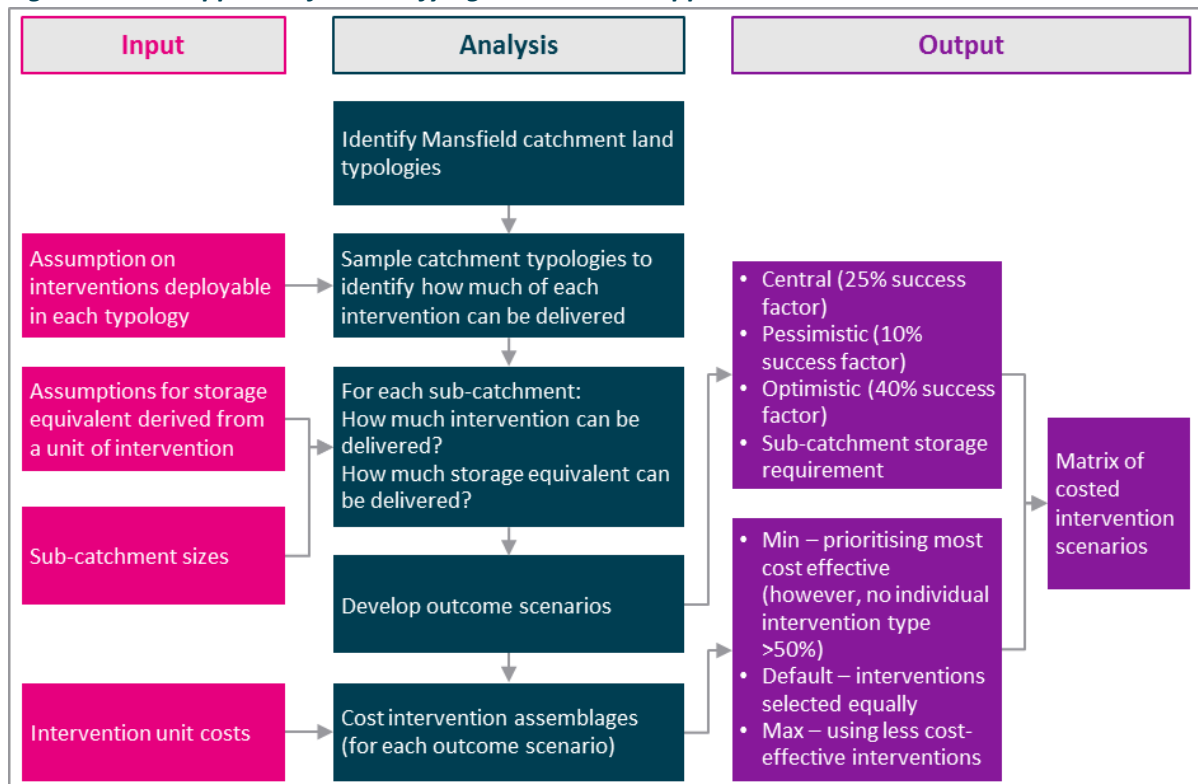 Input
Analysis
Output
Identify Mansfield catchment land
typologies
Assumption on
interventions deployable
in each typology
Sample catchment typologies to
identify how much of each
intervention can be delivered
Assumptions for storage
equivalent derived from
a unit of intervention
For each sub-catchment:
How much intervention can be
delivered?
How much storage equivalent can
be delivered?
Sub-catchment sizes
Develop outcome scenarios
Intervention unit costs
Cost intervention assemblages
(for each outcome scenario)
• Central (25% success
factor)
• Pessimistic (10%
success factor)
• Optimistic (40% success
factor)
• Sub-catchment storage
requirement
• Min – prioritising most
cost effective
(however, no individual
intervention type
>50%)
• Default – interventions
selected equally
• Max – using less cost-
effective interventions
Matrix of
costed
intervention
scenarios